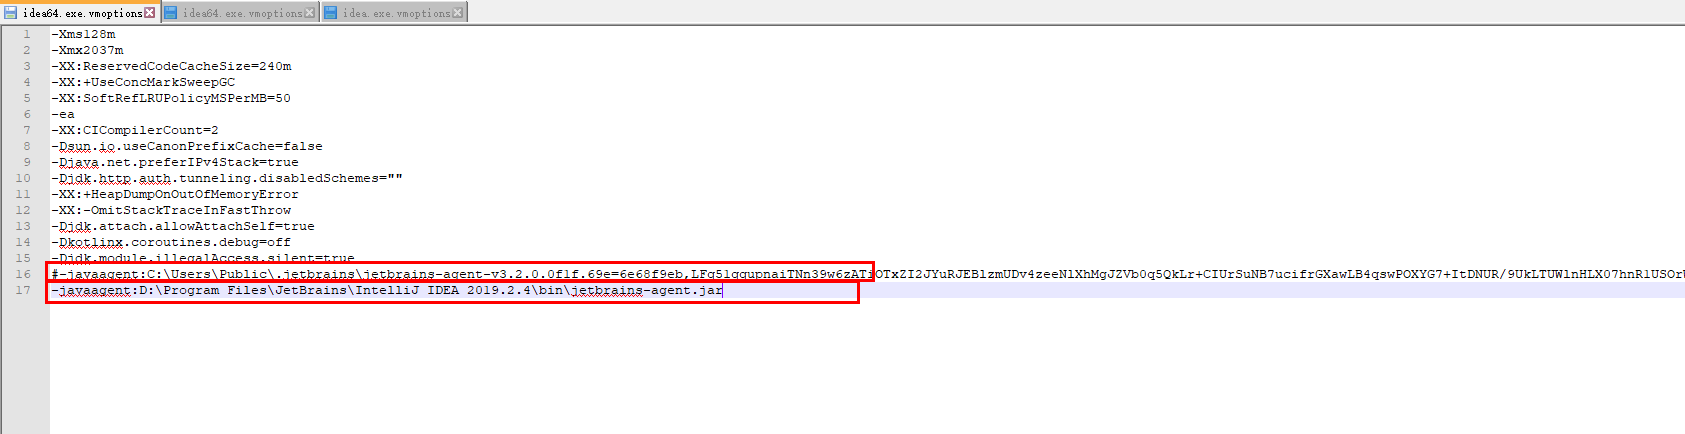 idea64.exe.vmoptions idea64.exe.vmoptions idea.exe.vmoptions
1 -Xms128m
2 -Xmx2037m
3 -XX:ReservedCodeCacheSize=240m
4 -XX:+UseConcMarkSweepGC
5 -XX:SoftRefLRUPolicyMSPerMB=50
6 -ea
7 -XX:CICompilerCount=2
8 -Dsun.io.useCanonPrefixCache=false
9 -Djava.net.preferIPv4Stack=true
10 -Djdk.http.auth.tunneling.disabledSchemes=""
11 -XX:+HeapDumpOnOutOfMemoryError
12 -XX:-OmitStackTraceInFastThrow
13 -Djdk.attach.allowAttachSelf=true
14 -Dkotlinx.coroutines.debug=off
15 -Djdk.module.illegalAccess.silent=true
16 #-javaagent:C:\Users\Public\.jetbrains\jetbrains-agent-v3.2.0.0f1f.69e=6e68f9eb,LFq51qqupnaiTNn39w6zATiOTxZI2JYuRJEB1zmUDv4zeeN1XhMgJZVb0q5QkLr+CIUrSuNB7ucifrGXawLB4qswPOXYG7+ItDNUR/9UkLTUWlnHLX07hnR1USOrU
17 -javaagent:D:\Program Files\JetBrains\IntelliJ IDEA 2019.2.4\bin\jetbrains-agent.jar